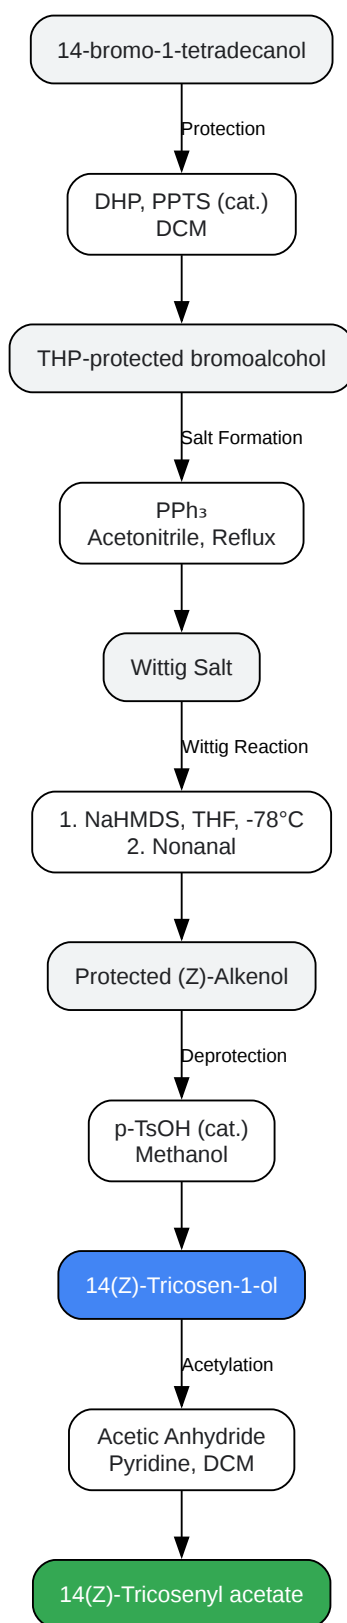 14-bromo-1-tetradecanol
Protection
DHP, PPTS (cat.)
DCM
THP-protected bromoalcohol
Salt Formation
PPh₃
Acetonitrile, Reflux
Wittig Salt
Wittig Reaction
1. NaHMDS, THF, -78°C
2. Nonanal
Protected (Z)-Alkenol
Deprotection
p-TsOH (cat.)
Methanol
14(Z)-Tricosen-1-ol
Acetylation
Acetic Anhydride
Pyridine, DCM
14(Z)-Tricosenyl acetate